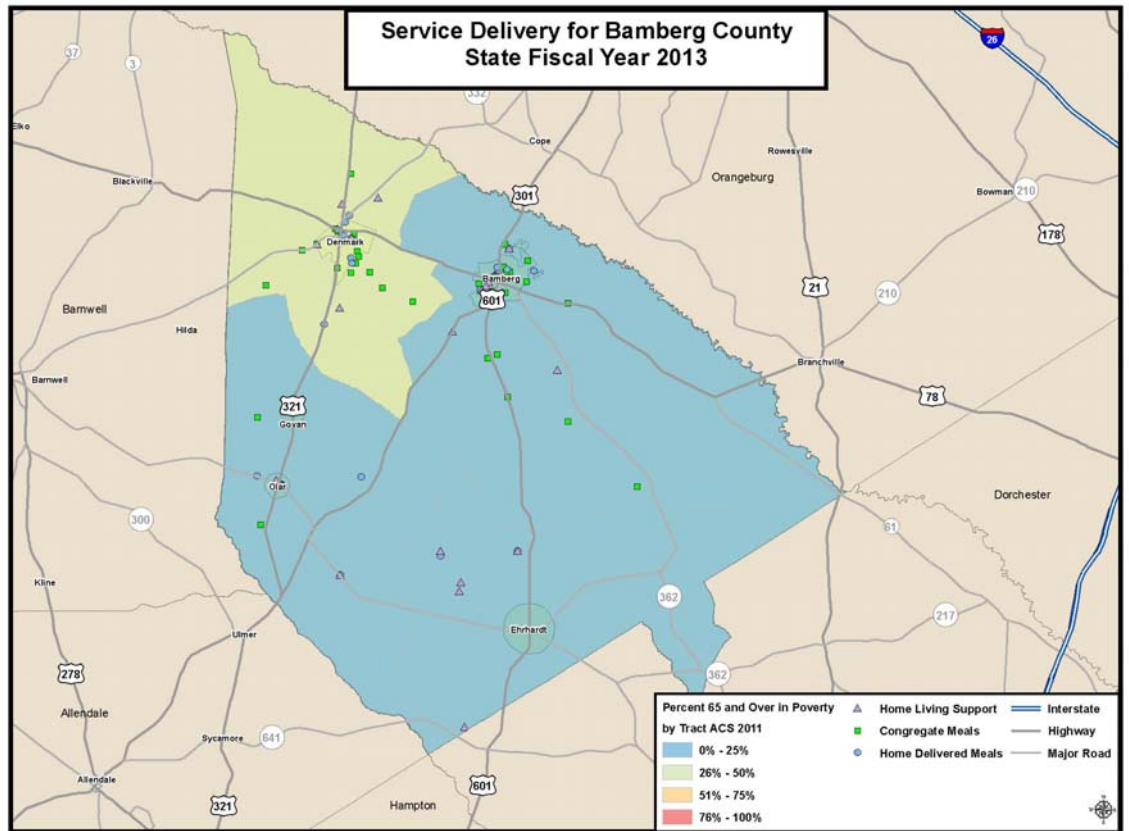 Service Delivery for Bamberg County
State Fiscal Year 2013
26
37
3
332
Elko
Cope
Rowesville
Blackville
Orangeburg
Bowman
210
301
178
Denmark
Bamberg
601
21
210
Barnwell
Hilda
Branchville
Barnwell
321
78
Govan
Olar
Dorchester
300
61
Kline
362
217
Ulmer
Ehrhardt
278
362
Allendale
Sycamore
641
Allendale
601
321
Hampton
Percent 65 and Over in Poverty
by Tract ACS 2011
0% - 25%
26% - 50%
51% - 75%
76% - 100%
Home Living Support
Congregate Meals
Home Delivered Meals
Interstate
Highway
Major Road